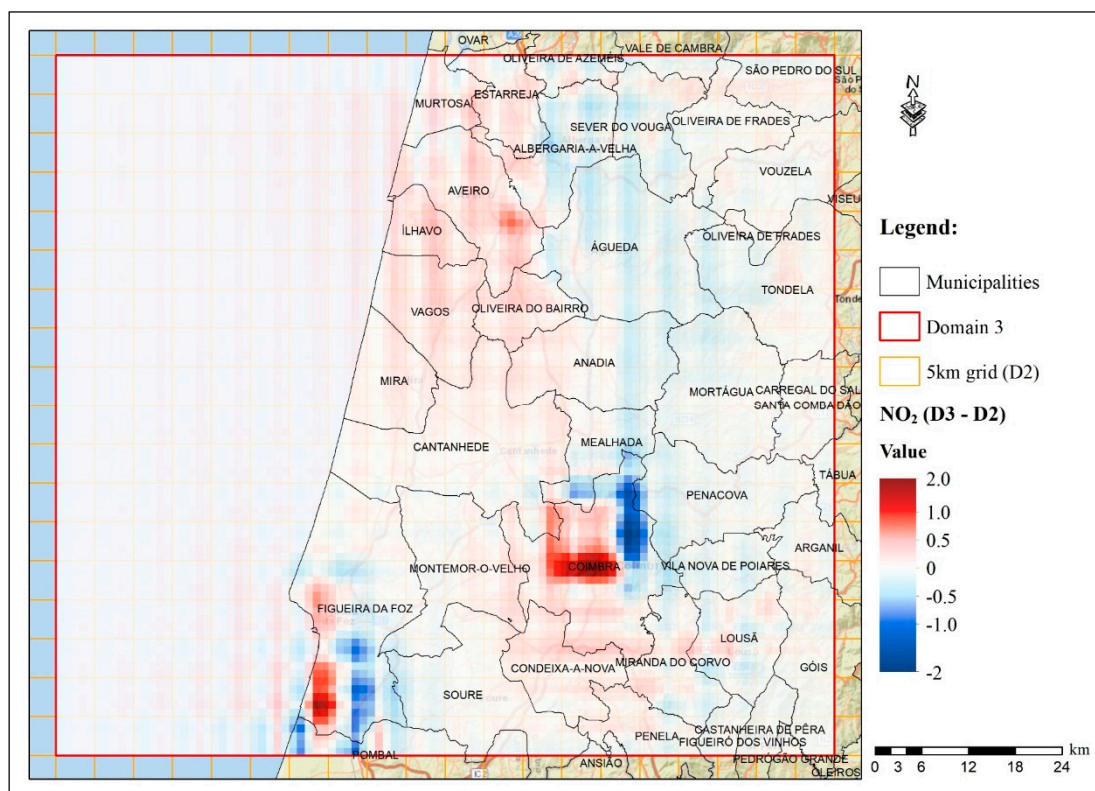 OVAR
VALE DE CAMBRA
OLIVEIRA DE AZEMÉIS
SÃO PEDRO DO SUL
ESTARREJA
MURTOSA
SEVER DO VOUGA
OLIVEIRA DE FRADES
ALBERGARIA-A-VELHA
VOUZELA
AVEIRO
VISEU
ÍLHAVO
ÁGUEDA
OLIVEIRA DE FRADES
TONDELA
VAGOS
OLIVEIRA DO BAIRRO
ANADIA
MIRA
MORTÁGUA
CARREGAL DO SAL
SANTA COMBA DÃO
CANTANHEDE
Cantanhede
MEALHADA
TÁBUA
PENACOVA
ARGANIL
MONTEMOR-O-VELHO
COIMBRA
VILA NOVA DE POIARES
FIGUEIRA DA FOZ
LOUSÃ
CONDEIXA-A-NOVA
MIRANDA DO CORVO
GÓIS
SOURE
PENELA
CASTANHEIRA DE PÊRA
FIGUEIRÓ DOS VINHOS
POMBAL
ANSIÃO
PEDRÓGÃO GRANDE
OLEIROS
N
Legend:
Municipalities
Domain 3
5km grid (D2)
NO₂ (D3 - D2)
Value
2.0
1.0
0.5
0
-0.5
-1.0
-2
km
0 3 6 12 18 24